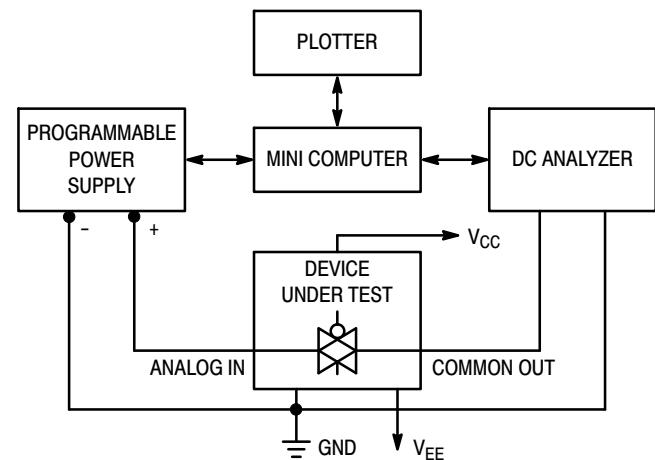 PLOTTER
PROGRAMMABLE
POWER
SUPPLY
MINI COMPUTER
DC ANALYZER
–
+
VCC
DEVICE
UNDER TEST
ANALOG IN
COMMON OUT
GND
VEE